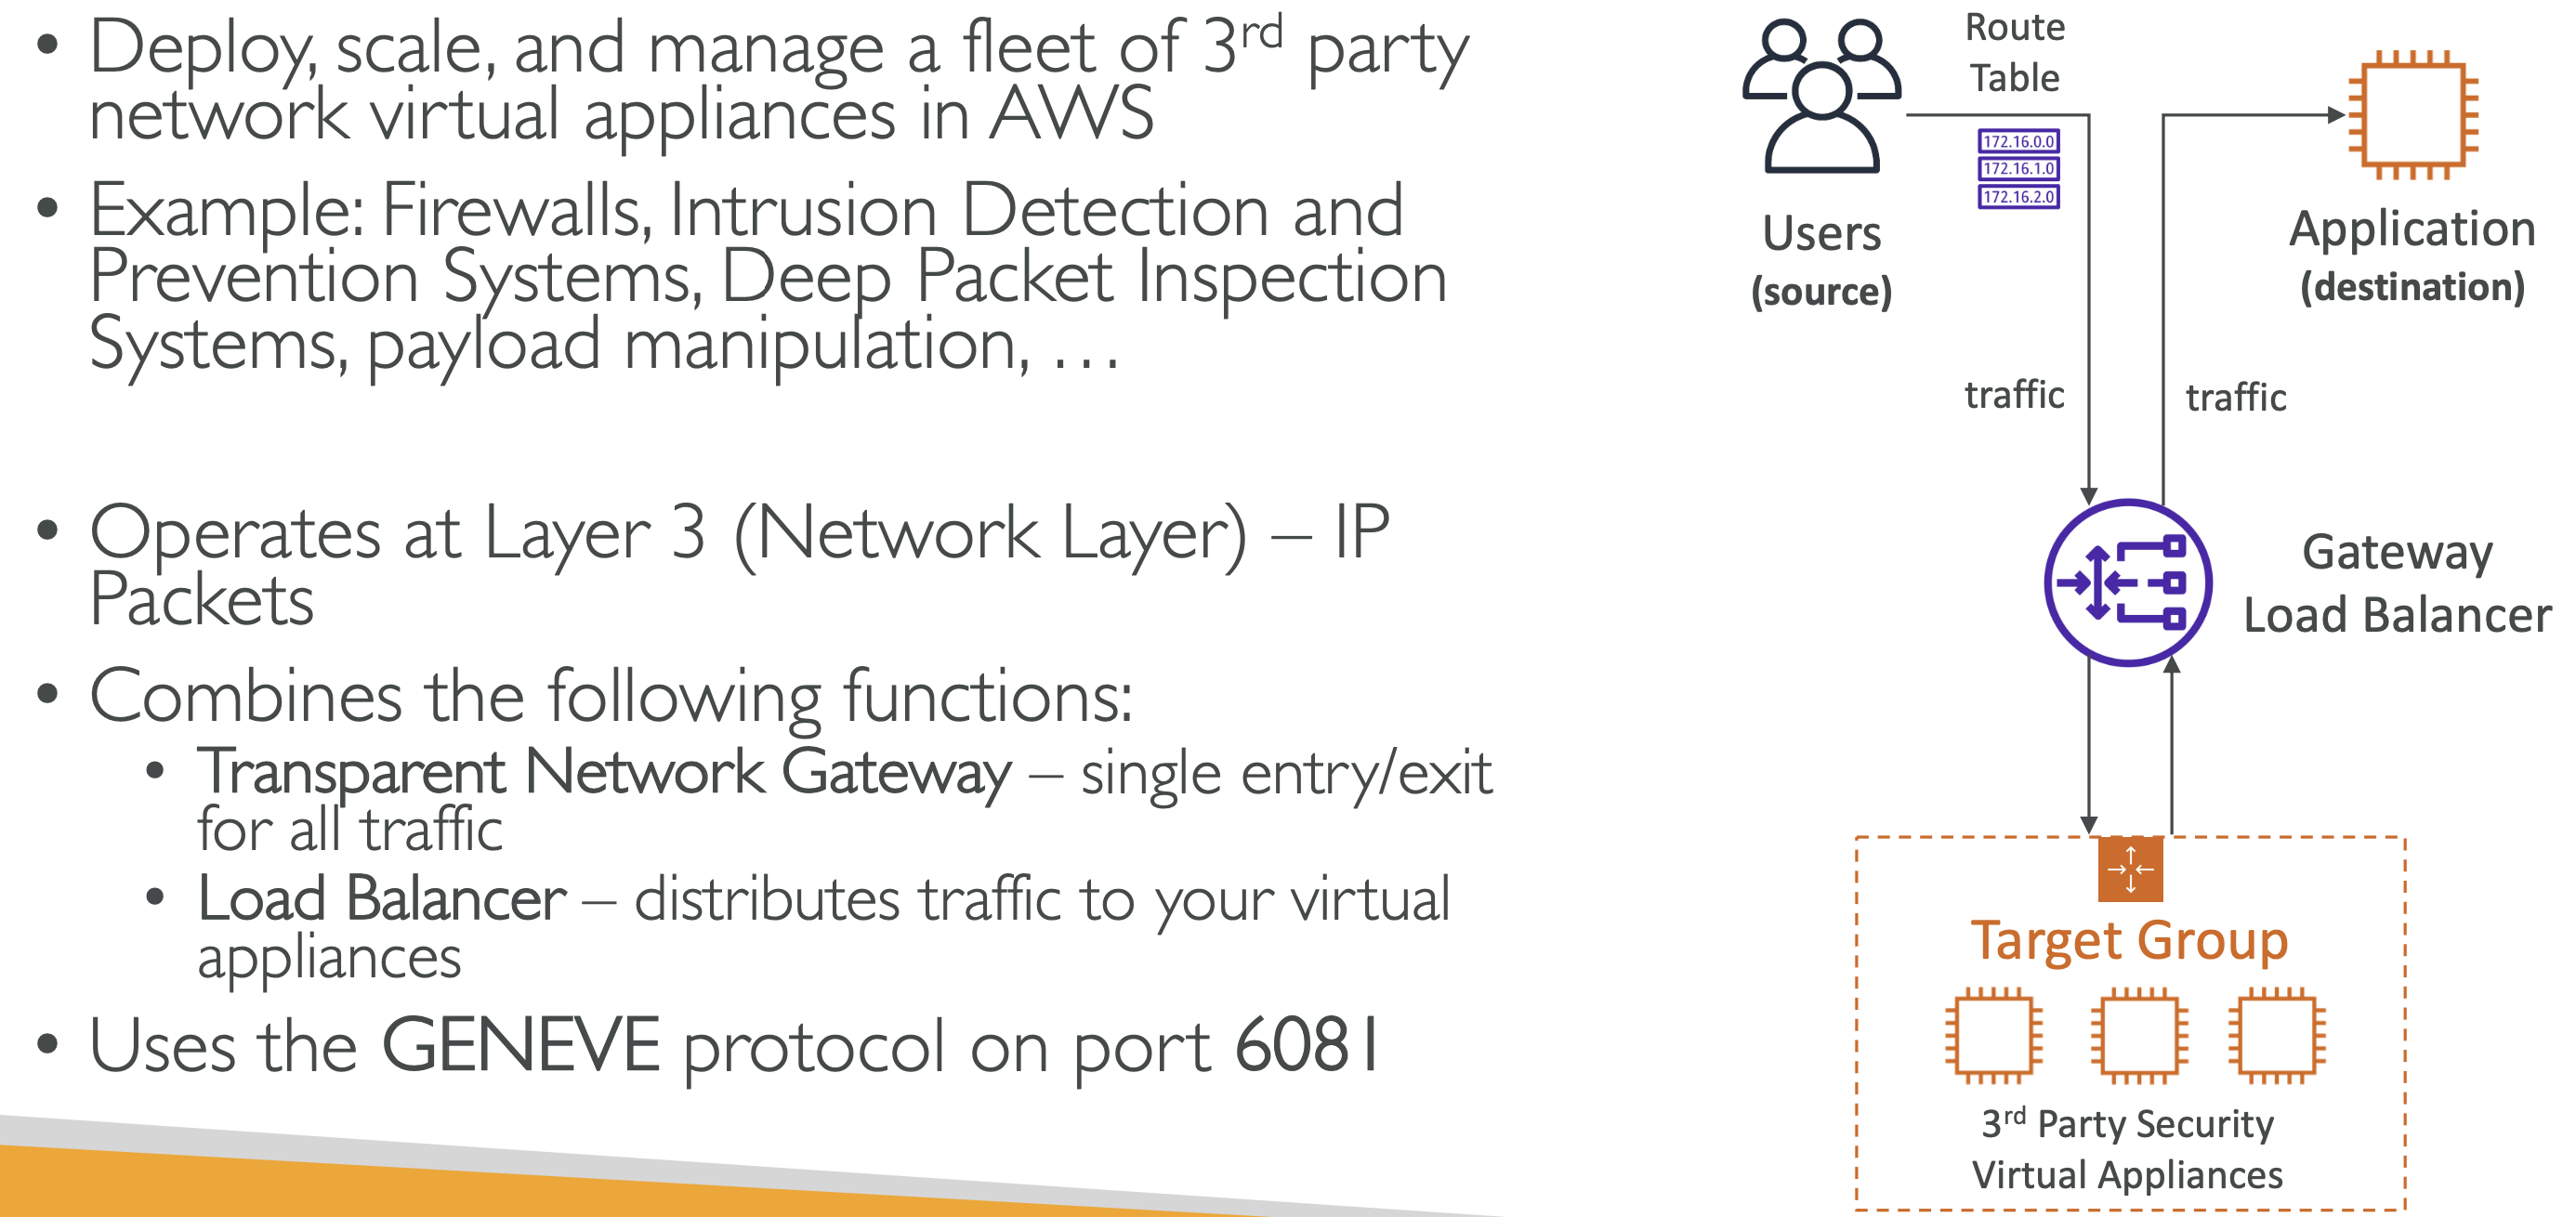 • Deploy, scale, and manage a fleet of 3rd party
network virtual appliances in AWS
• Example: Firewalls, Intrusion Detection and
Prevention Systems, Deep Packet Inspection
Systems, payload manipulation, …
• Operates at Layer 3 (Network Layer) – IP
Packets
• Combines the following functions:
• Transparent Network Gateway – single entry/exit
for all traffic
• Load Balancer – distributes traffic to your virtual
appliances
• Uses the GENEVE protocol on port 6081
Users
(source)
Route
Table
172.16.0.0
172.16.1.0
172.16.2.0
Application
(destination)
traffic
traffic
Gateway
Load Balancer
Target Group
3rd Party Security
Virtual Appliances